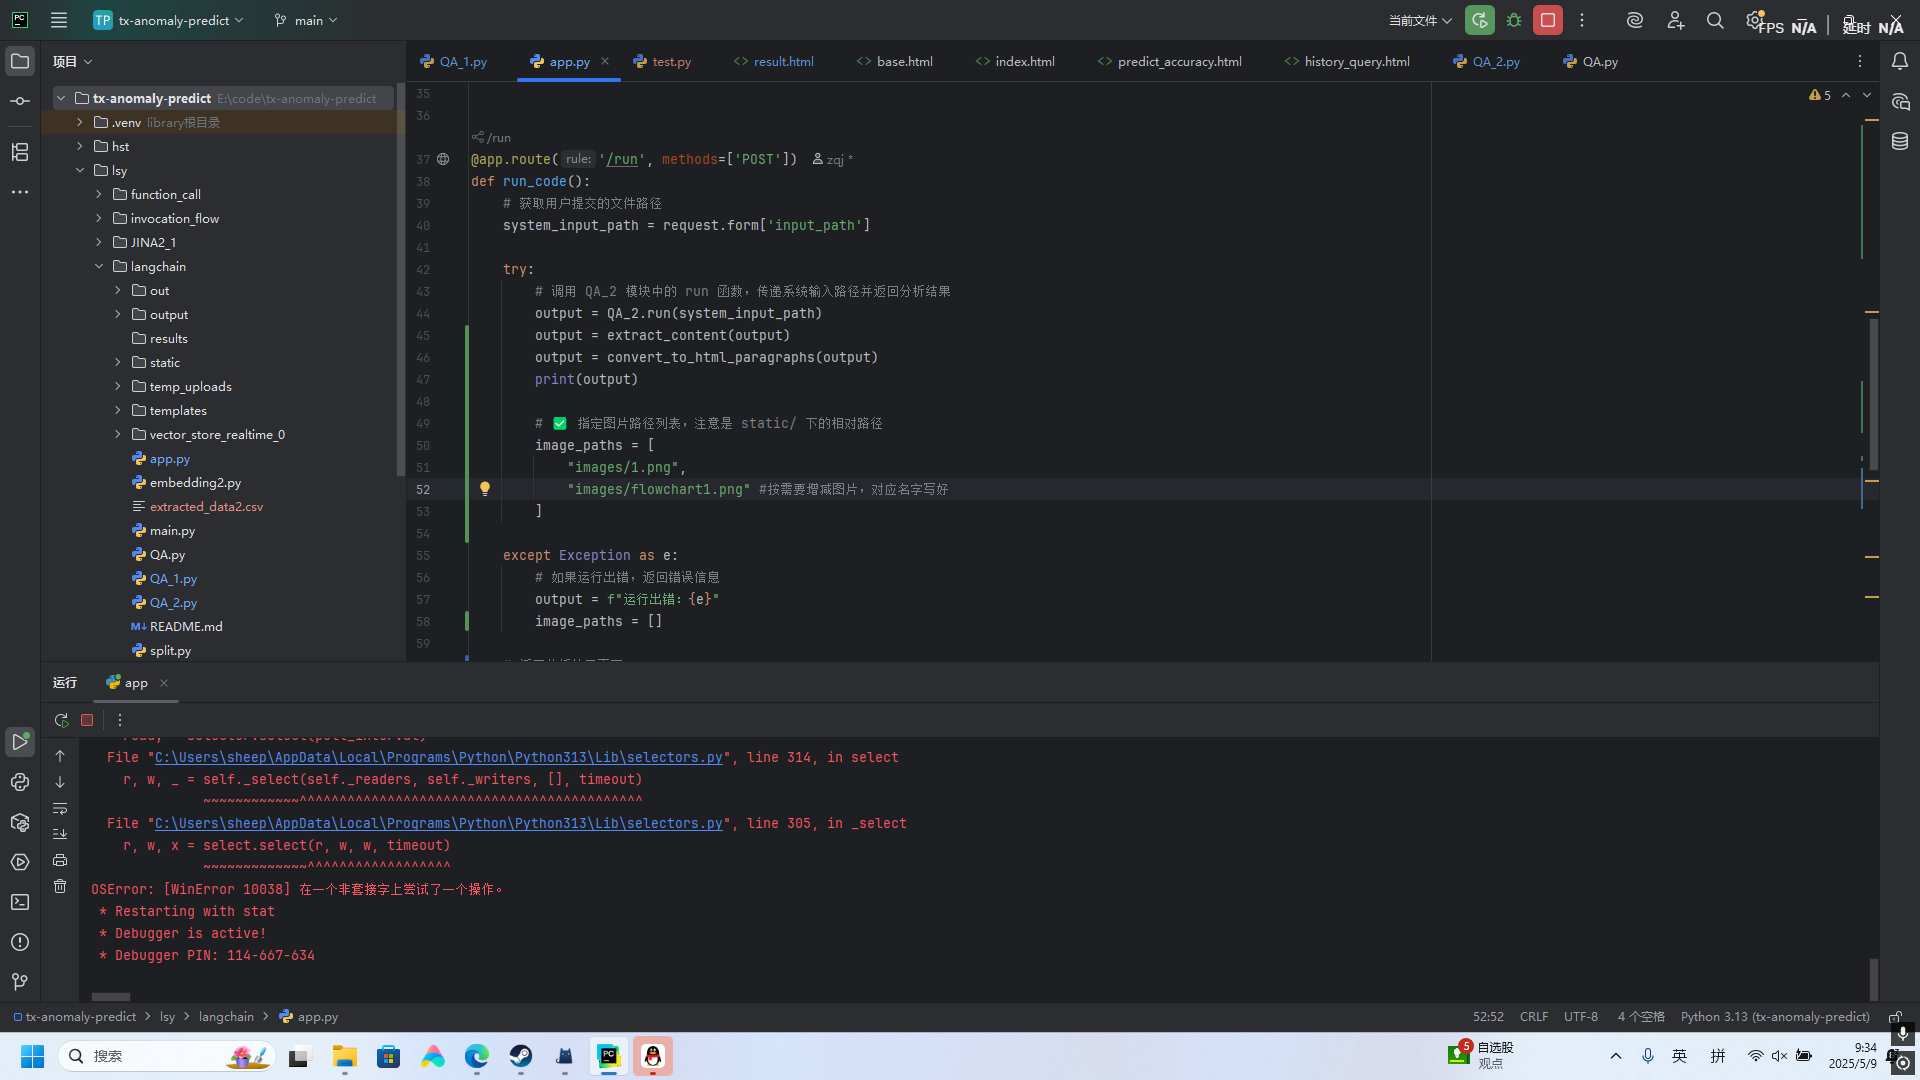 PC
TP tx-anomaly-predict
main
当前文件
FPS N/A
延时 N/A
项目
QA_1.py
app.py
test.py
result.html
base.html
index.html
predict_accuracy.html
history_query.html
QA_2.py
QA.py
tx-anomaly-predict E:\code\tx-anomaly-predict
.venv library根目录
hst
lsy
function_call
invocation_flow
JINA2_1
langchain
out
output
results
static
temp_uploads
templates
vector_store_realtime_0
app.py
embedding2.py
extracted_data2.csv
main.py
QA.py
QA_1.py
QA_2.py
README.md
split.py
5
35
36
/run
37 @app.route( rule: '/run', methods=['POST']) zqj *
38 def run_code():
39 # 获取用户提交的文件路径
40 system_input_path = request.form['input_path']
41
42 try:
43 # 调用 QA_2 模块中的 run 函数，传递系统输入路径并返回分析结果
44 output = QA_2.run(system_input_path)
45 output = extract_content(output)
46 output = convert_to_html_paragraphs(output)
47 print(output)
48
49 # ✅ 指定图片路径列表，注意是 static/ 下的相对路径
50 image_paths = [
51 "images/1.png",
52 "images/flowchart1.png" #按需要增减图片，对应名字写好
53 ]
54
55 except Exception as e:
56 # 如果运行出错，返回错误信息
57 output = f"运行出错：{e}"
58 image_paths = []
59
运行
app
File "C:\Users\sheep\AppData\Local\Programs\Python\Python313\Lib\selectors.py", line 314, in select
r, w, _ = self._select(self._readers, self._writers, [], timeout)
~~~~~~~~~~~~^^^^^^^^^^^^^^^^^^^^^^^^^^^^^^^^^^^^^^^^^^^
File "C:\Users\sheep\AppData\Local\Programs\Python\Python313\Lib\selectors.py", line 305, in _select
r, w, x = select.select(r, w, w, timeout)
~~~~~~~~~~~~~^^^^^^^^^^^^^^^^^^
OSError: [WinError 10038] 在一个非套接字上尝试了一个操作。
* Restarting with stat
* Debugger is active!
* Debugger PIN: 114-667-634
tx-anomaly-predict > lsy > langchain > app.py
52:52 CRLF UTF-8 4 个空格 Python 3.13 (tx-anomaly-predict)
搜索
5
自选股
观点
英
拼
9:34
2025/5/9